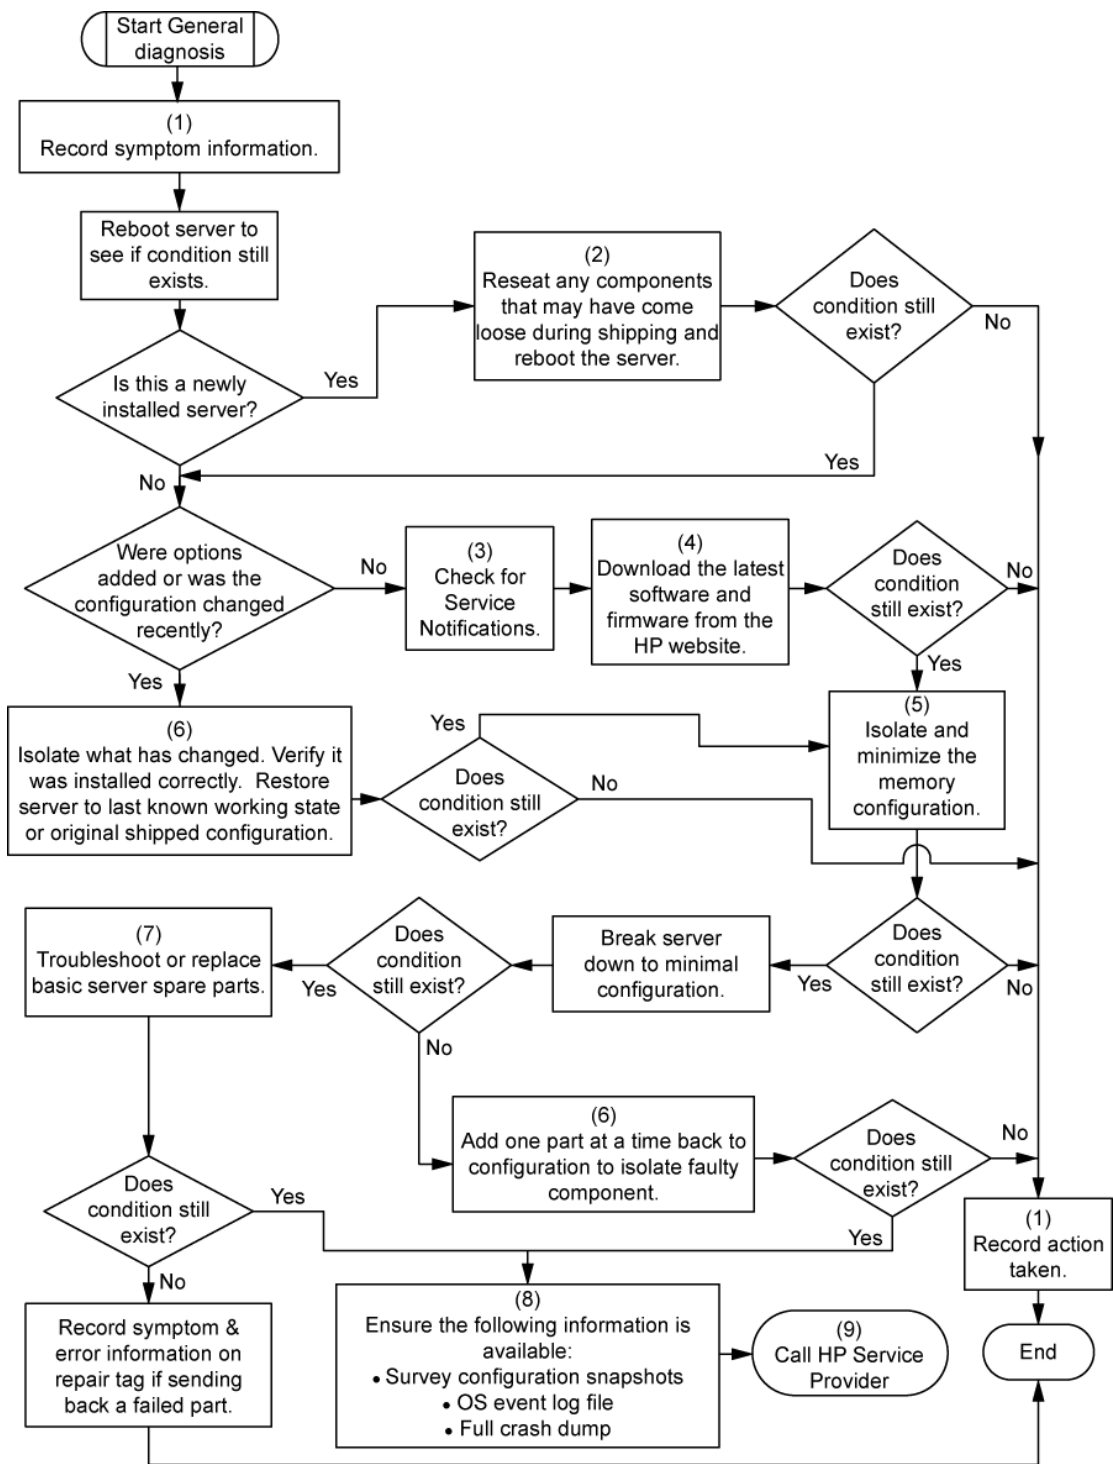 Start General
diagnosis
(1)
Record symptom information.
Reboot server to
see if condition still
exists.
(2)
Reseat any components
that may have come
loose during shipping and
reboot the server.
Does
condition still
exist?
No
Yes
Is this a newly
installed server?
Yes
No
Were options
added or was the
configuration changed
recently?
No
(3)
Check for
Service
Notifications.
(4)
Download the latest
software and
firmware from the
HP website.
Does
condition
still exist?
No
Yes
Yes
(6)
Isolate what has changed. Verify it
was installed correctly. Restore
server to last known working state
or original shipped configuration.
Yes
Does
condition still
exist?
No
(5)
Isolate and
minimize the
memory
configuration.
(7)
Troubleshoot or replace
basic server spare parts.
Yes
Does
condition
still exist?
No
Break server
down to minimal
configuration.
Yes
Does
condition
still exist?
No
(6)
Add one part at a time back to
configuration to isolate faulty
component.
Does
condition still
exist?
No
Yes
Does
condition still
exist?
Yes
No
(1)
Record action
taken.
Record symptom &
error information on
repair tag if sending
back a failed part.
(8)
Ensure the following information is
available:
• Survey configuration snapshots
• OS event log file
• Full crash dump
(9)
Call HP Service
Provider
End